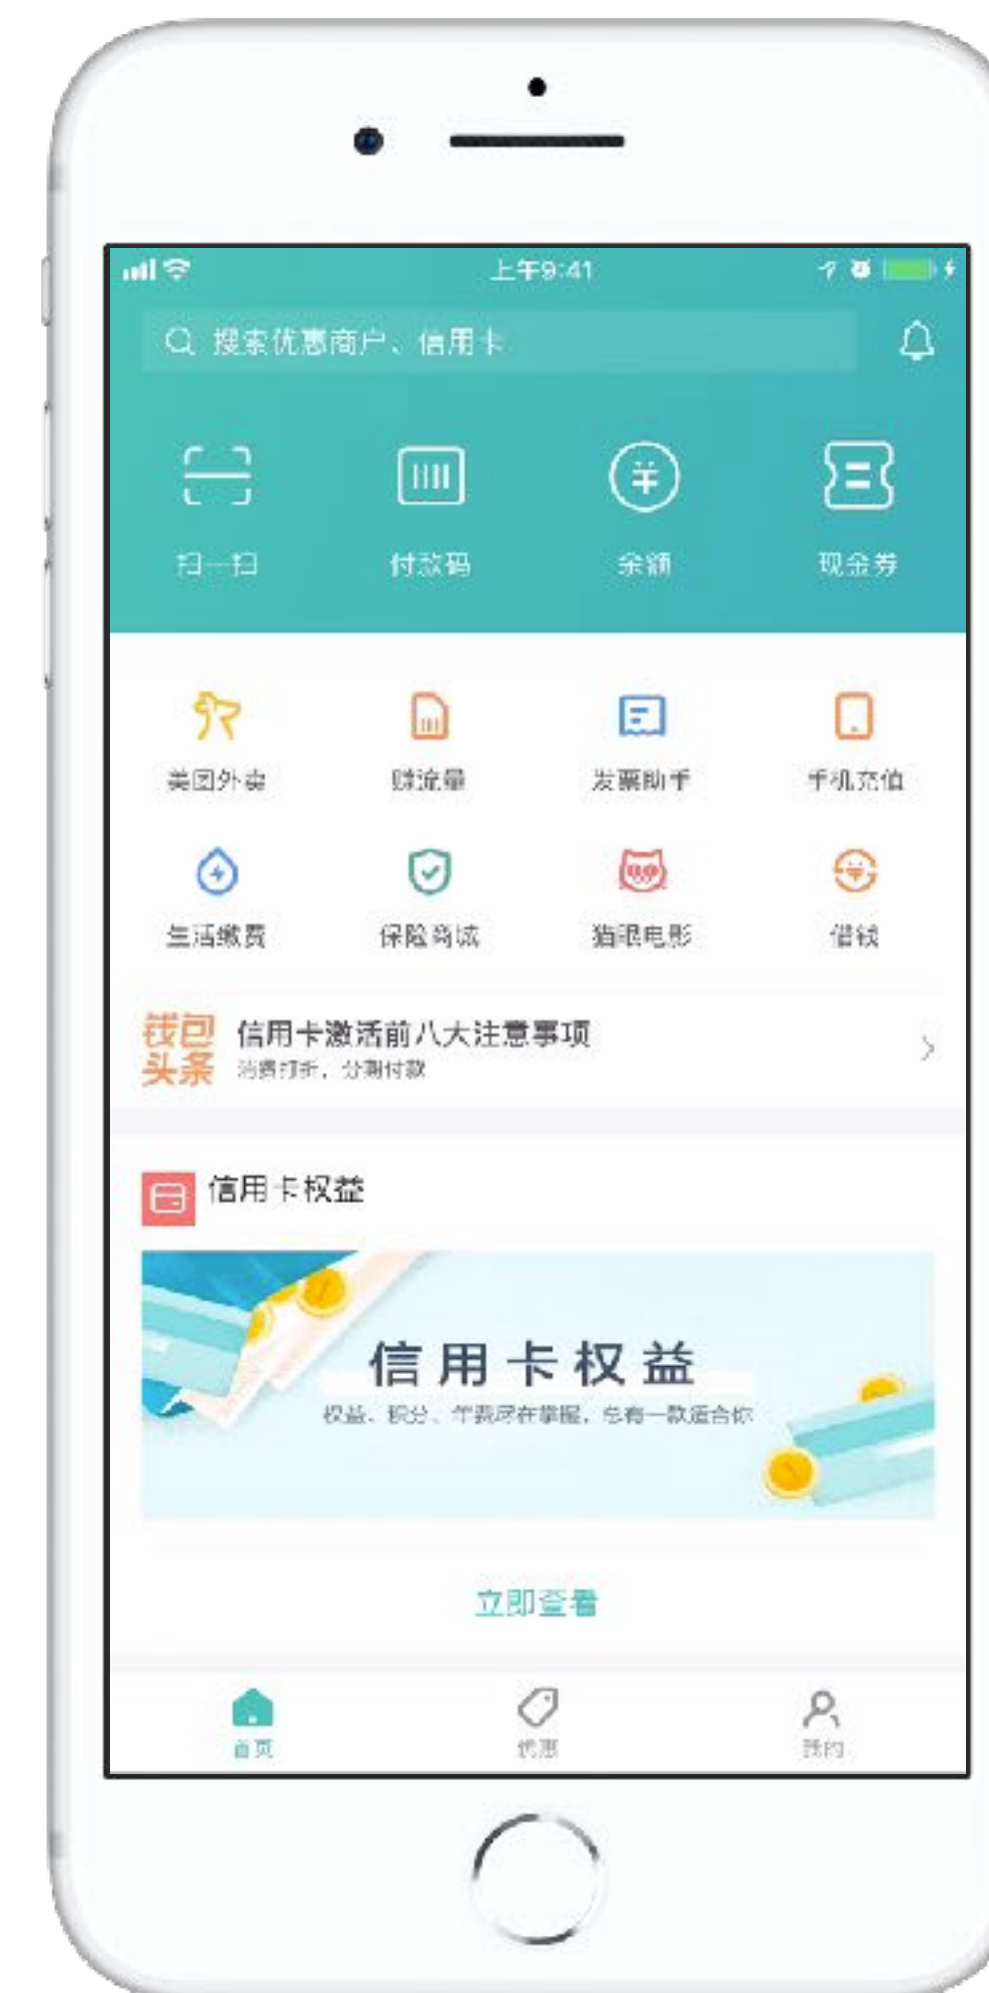 上午9:41
搜索优惠商户、信用卡
扫一扫 付款码 余额 现金券
美团外卖 赚流量 发票助手 手机充值
生活缴费 保险商城 猫眼电影 借钱
钱包
头条
信用卡激活前八大注意事项
消费打折，分期付款
信用卡权益
信用卡权益
权益、积分、年费尽在掌握，总有一款适合你
立即查看
首页 优惠 我的